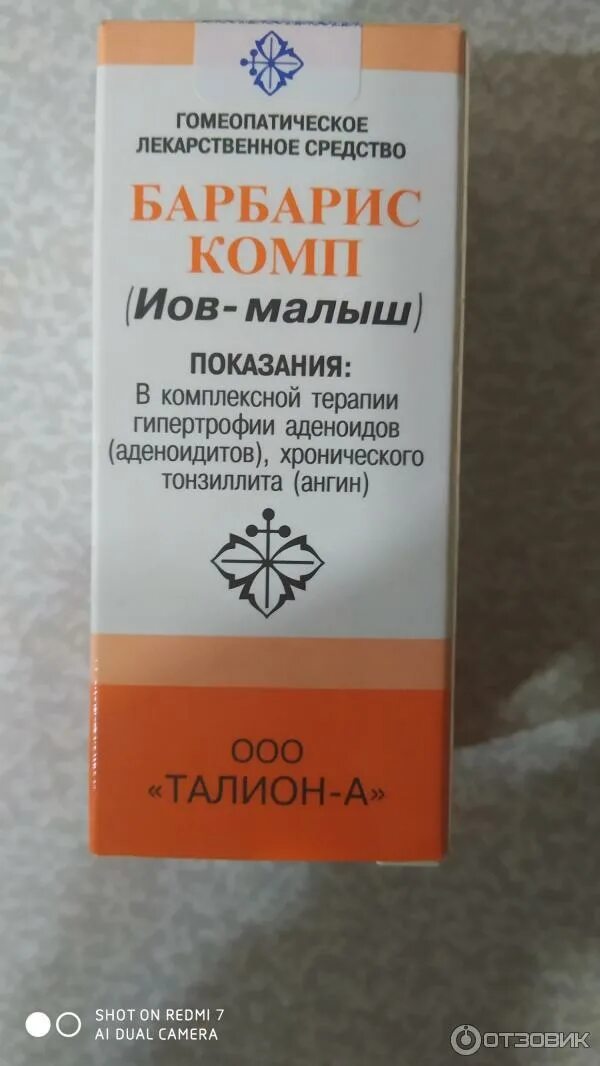 ГОМЕОПАТИЧЕСКОЕ
ЛЕКАРСТВЕННОЕ СРЕДСТВО
БАРБАРИС
КОМП
(Иов-малыш)
ПОКАЗАНИЯ:
В комплексной терапии
гипертрофии аденоидов
(аденоидитов), хронического
тонзиллита (ангин)
ООО
«ТАЛИОН-А»
SHOT ON REDMI 7
AI DUAL CAMERA
ОТЗОВИК